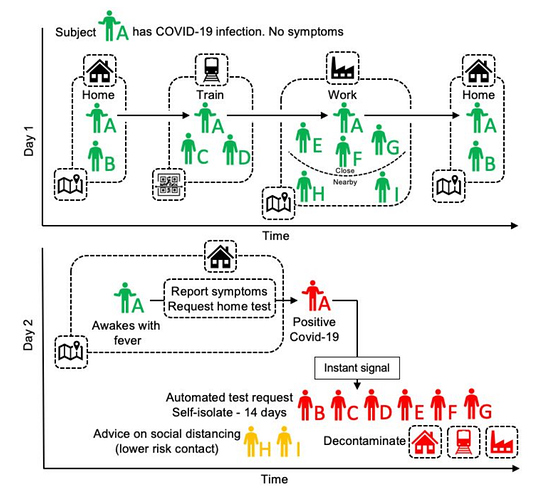 Subject A has COVID-19 infection. No symptoms
Day 1
Home
Train
Work
Home
A
A
A
A
B
C D
E F G
B
Close
Nearby
H I
Time
Day 2
A
Report symptoms
Request home test
A
Awakes with
fever
Positive
Covid-19
Instant signal
Automated test request
Self-isolate - 14 days
B C D E F G
Advice on social distancing
(lower risk contact)
H I
Decontaminate
Time